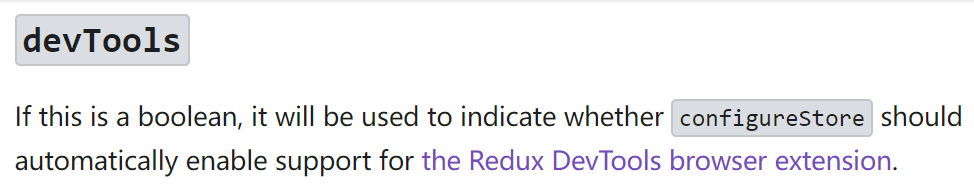 devTools
If this is a boolean, it will be used to indicate whether configureStore should
automatically enable support for the Redux DevTools browser extension.